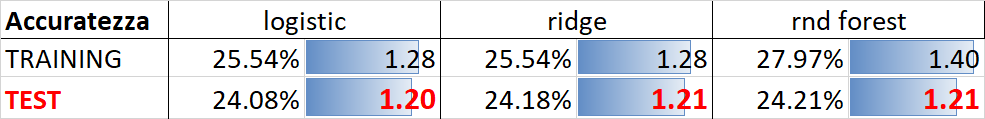 Accuratezza logistic ridge rnd forest
TRAINING 25.54% 1.28 25.54% 1.28 27.97% 1.40
TEST 24.08% 1.20 24.18% 1.21 24.21% 1.21